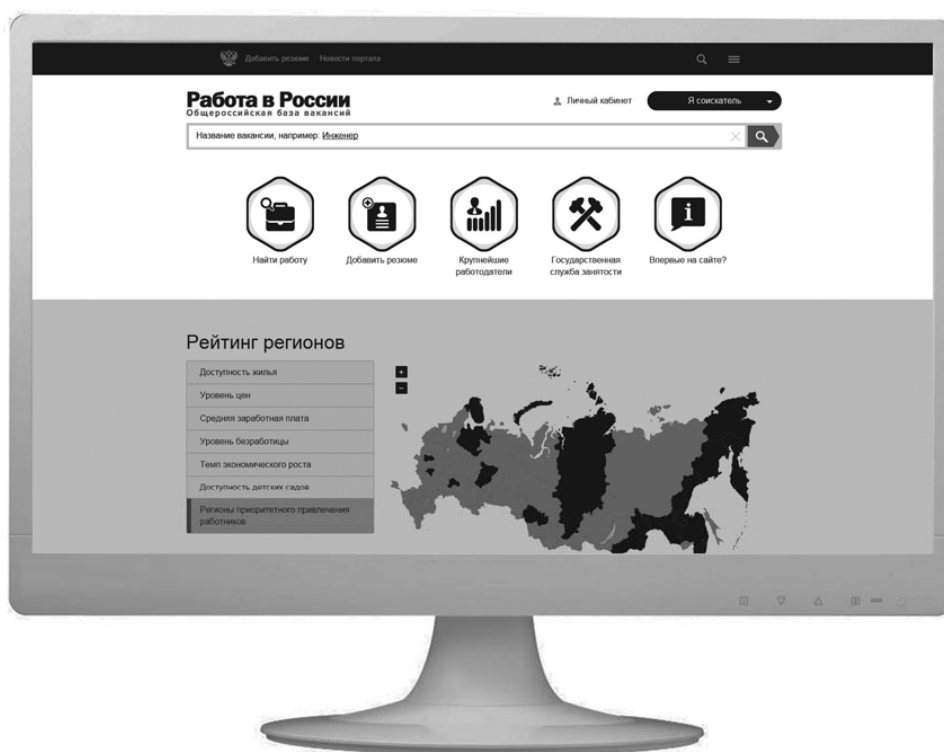 Добавить резюме Новости портала
Работа в России
Общероссийская база вакансий
Личный кабинет
Я соискатель
Название вакансии, например: Инженер
Найти работу
Добавить резюме
Крупнейшие
работодатели
Государственная
служба занятости
Впервые на сайте?
Рейтинг регионов
Доступность жилья
Уровень цен
Средняя заработная плата
Уровень безработицы
Темп экономического роста
Доступность детских садов
Регионы приоритетного привлечения
работников